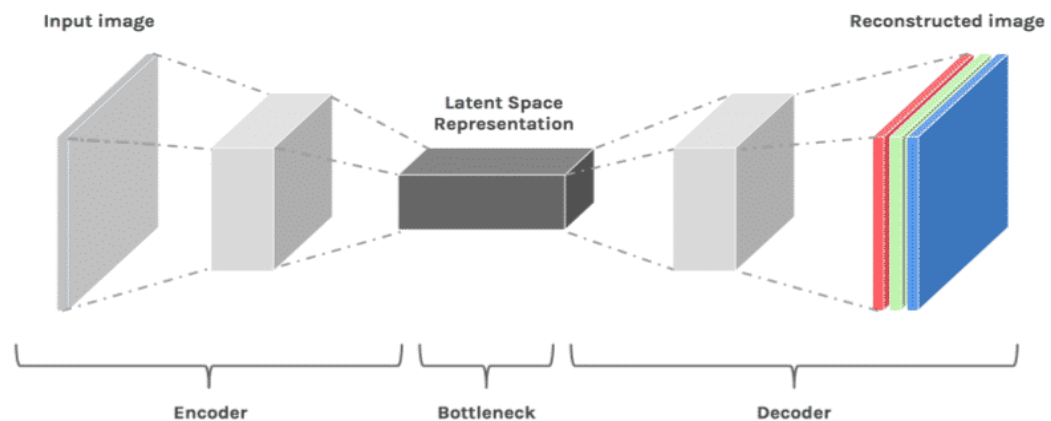 Input image
Reconstructed image
Latent Space
Representation
Encoder
Bottleneck
Decoder